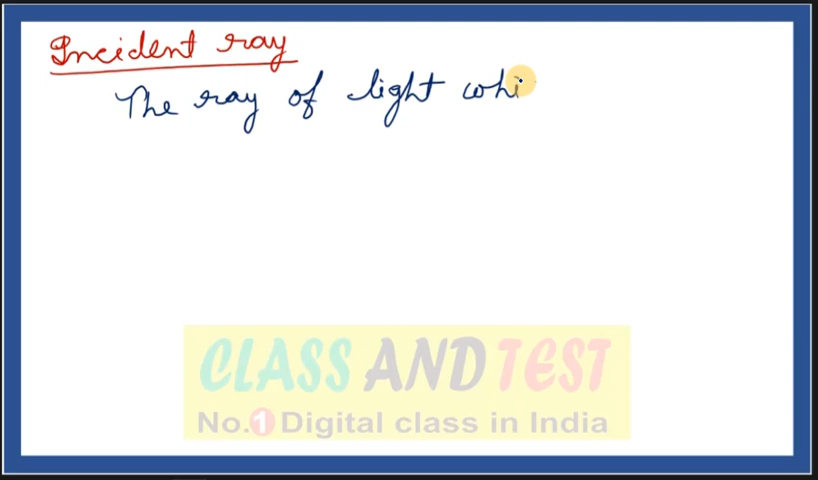 Incident ray
The ray of light whi
CLASS AND TEST
No.1 Digital class in India